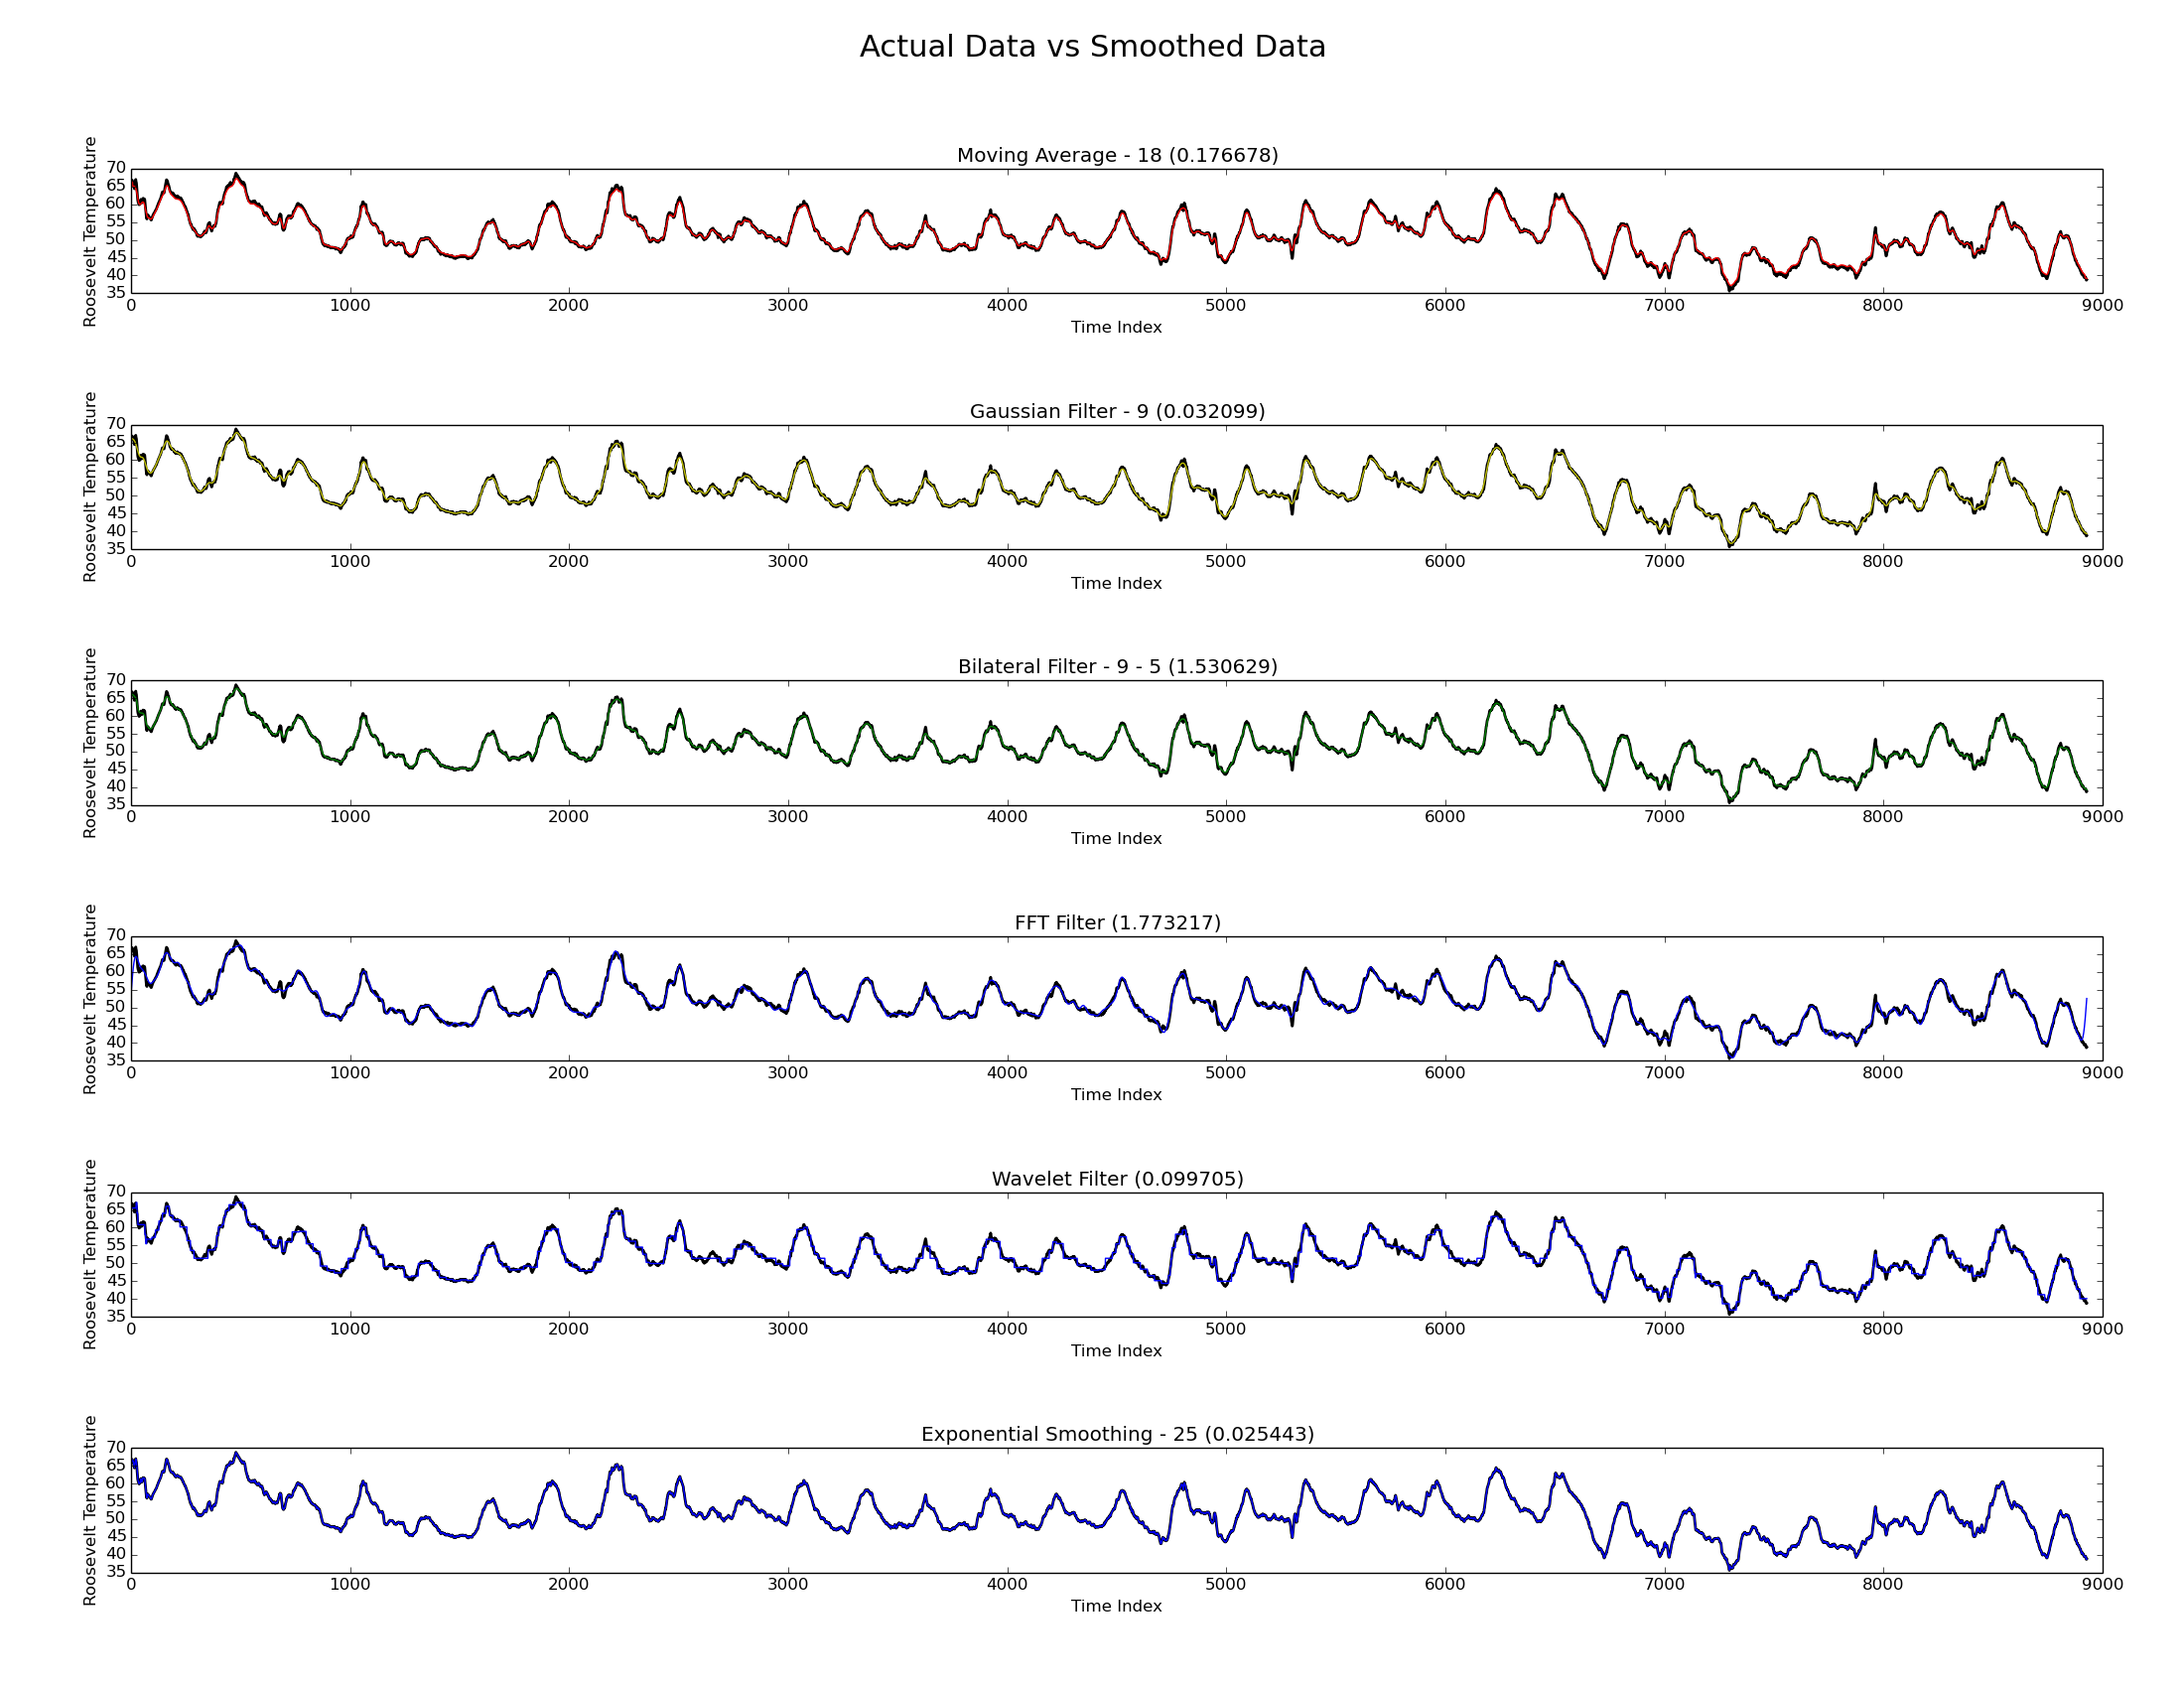 Actual Data vs Smoothed Data
Moving Average - 18 (0.176678)
Roosevelt Temperature
70
65
60
55
50
45
40
35
0 1000 2000 3000 4000 5000 6000 7000 8000 9000
Time Index
Gaussian Filter - 9 (0.032099)
Roosevelt Temperature
70
65
60
55
50
45
40
35
0 1000 2000 3000 4000 5000 6000 7000 8000 9000
Time Index
Bilateral Filter - 9 - 5 (1.530629)
Roosevelt Temperature
70
65
60
55
50
45
40
35
0 1000 2000 3000 4000 5000 6000 7000 8000 9000
Time Index
FFT Filter (1.773217)
Roosevelt Temperature
70
65
60
55
50
45
40
35
0 1000 2000 3000 4000 5000 6000 7000 8000 9000
Time Index
Wavelet Filter (0.099705)
Roosevelt Temperature
70
65
60
55
50
45
40
35
0 1000 2000 3000 4000 5000 6000 7000 8000 9000
Time Index
Exponential Smoothing - 25 (0.025443)
Roosevelt Temperature
70
65
60
55
50
45
40
35
0 1000 2000 3000 4000 5000 6000 7000 8000 9000
Time Index